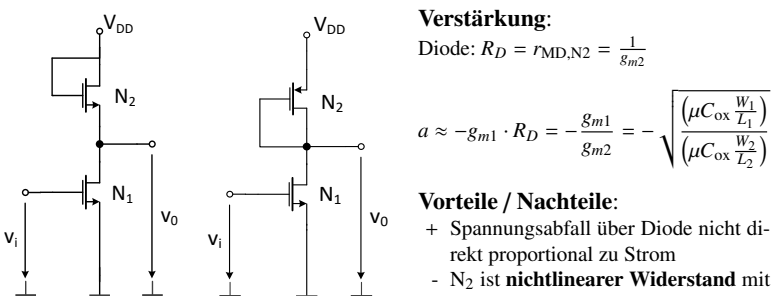 V_DD
N_2
N_1
v_i
v_0
V_DD
N_2
N_1
v_i
v_0
Verstärkung:
Diode: R_D = r_MD,N2 = 1/g_m2
a ≈ −g_m1 · R_D = − g_m1/g_m2 = − √((μC_ox W_1/L_1)/(μC_ox W_2/L_2))
Vorteile / Nachteile:
+ Spannungsabfall über Diode nicht di-
rekt proportional zu Strom
- N_2 ist nichtlinearer Widerstand mit